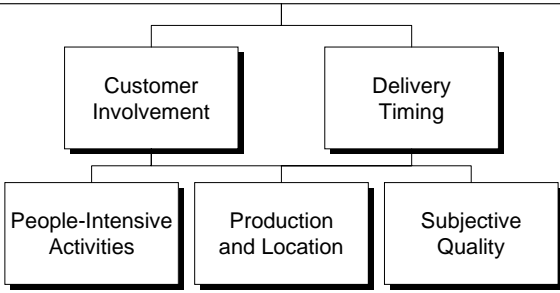 Customer
Involvement
Delivery
Timing
People-Intensive
Activities
Production
and Location
Subjective
Quality